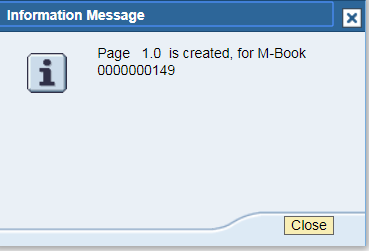 Information Message
Page   1.0  is created, for M-Book
0000000149
Close